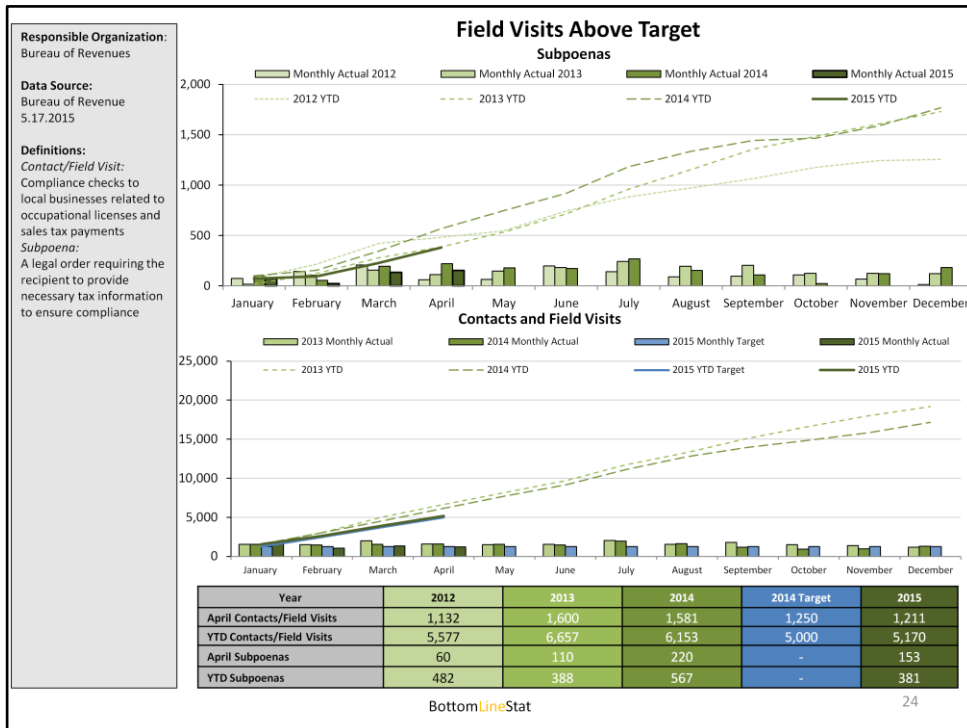 Responsible Organization:
Bureau of Revenues
Data Source:
Bureau of Revenue
5.17.2015
Definitions:
Contact/Field Visit:
Compliance checks to
local businesses related to
occupational licenses and
sales tax payments
Subpoena:
A legal order requiring the
recipient to provide
necessary tax information
to ensure compliance
Field Visits Above Target
Subpoenas
Monthly Actual 2012 Monthly Actual 2013 Monthly Actual 2014 Monthly Actual 2015
2012 YTD 2013 YTD 2014 YTD 2015 YTD
2,000
1,500
1,000
500
0
January February March April May June July August September October November December
Contacts and Field Visits
2013 Monthly Actual 2014 Monthly Actual 2015 Monthly Target 2015 Monthly Actual
2013 YTD 2014 YTD 2015 YTD Target 2015 YTD
25,000
20,000
15,000
10,000
5,000
0
January February March April May June July August September October November December
Year 2012 2013 2014 2014 Target 2015
April Contacts/Field Visits 1,132 1,600 1,581 1,250 1,211
YTD Contacts/Field Visits 5,577 6,657 6,153 5,000 5,170
April Subpoenas 60 110 220 - 153
YTD Subpoenas 482 388 567 - 381
BottomLineStat
24